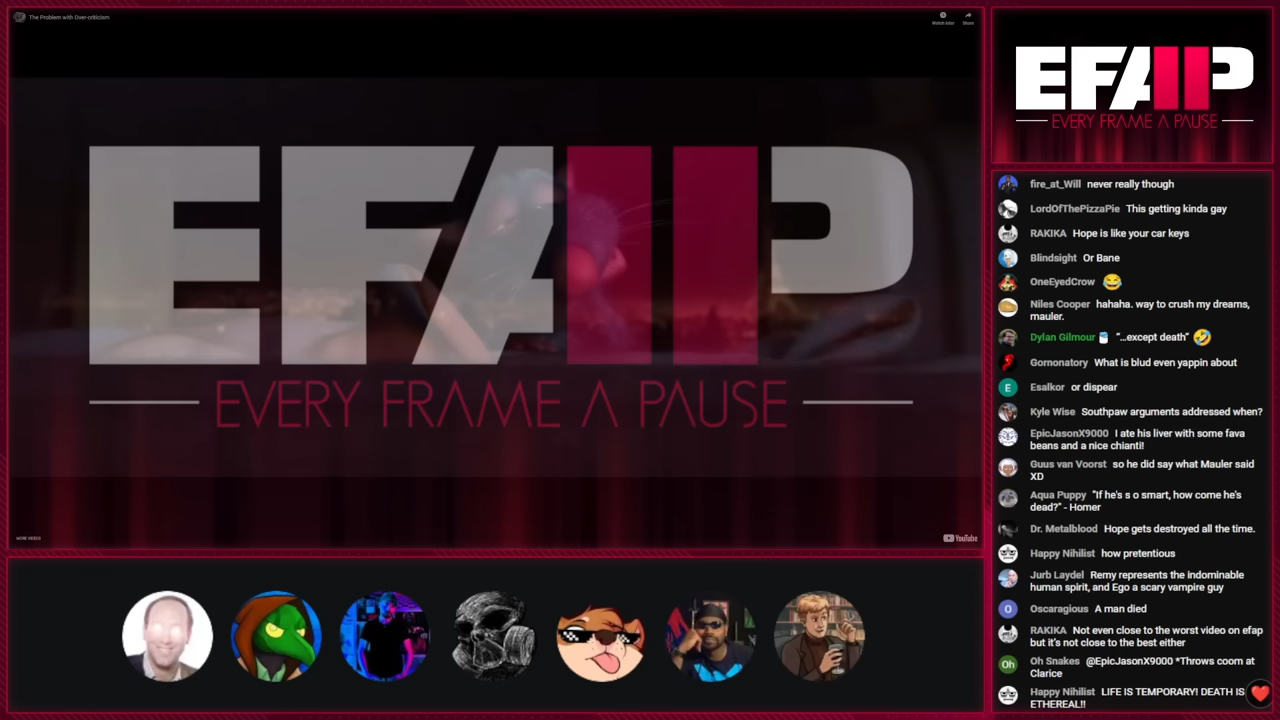 The Problem with Over-criticism
Watch later
Share
EFAP
EVERY FRAME A PAUSE
MORE VIDEOS
YouTube
EFAP
EVERY FRAME A PAUSE
fire_at_Will never really though
LordOfThePizzaPie This getting kinda gay
RAKIKA Hope is like your car keys
Blindsight Or Bane
OneEyedCrow 😂
Niles Cooper hahaha. way to crush my dreams,
mauler.
Dylan Gilmour "...except death" 🤣
Gornonatory What is blud even yappin about
E
Esalkor or dispear
Kyle Wise Southpaw arguments addressed when?
EpicJasonX9000 I ate his liver with some fava
beans and a nice chianti!
Guus van Voorst so he did say what Mauler said
XD
Aqua Puppy "If he's s o smart, how come he's
dead?" - Homer
Dr. Metalblood Hope gets destroyed all the time.
Happy Nihilist how pretentious
Jurb Laydel Remy represents the indominable
human spirit, and Ego a scary vampire guy
O
Oscaragious A man died
RAKIKA Not even close to the worst video on efap
but it's not close to the best either
Oh
Oh Snakes @EpicJasonX9000 *Throws coom at
Clarice
Happy Nihilist LIFE IS TEMPORARY! DEATH IS
ETHEREAL!!